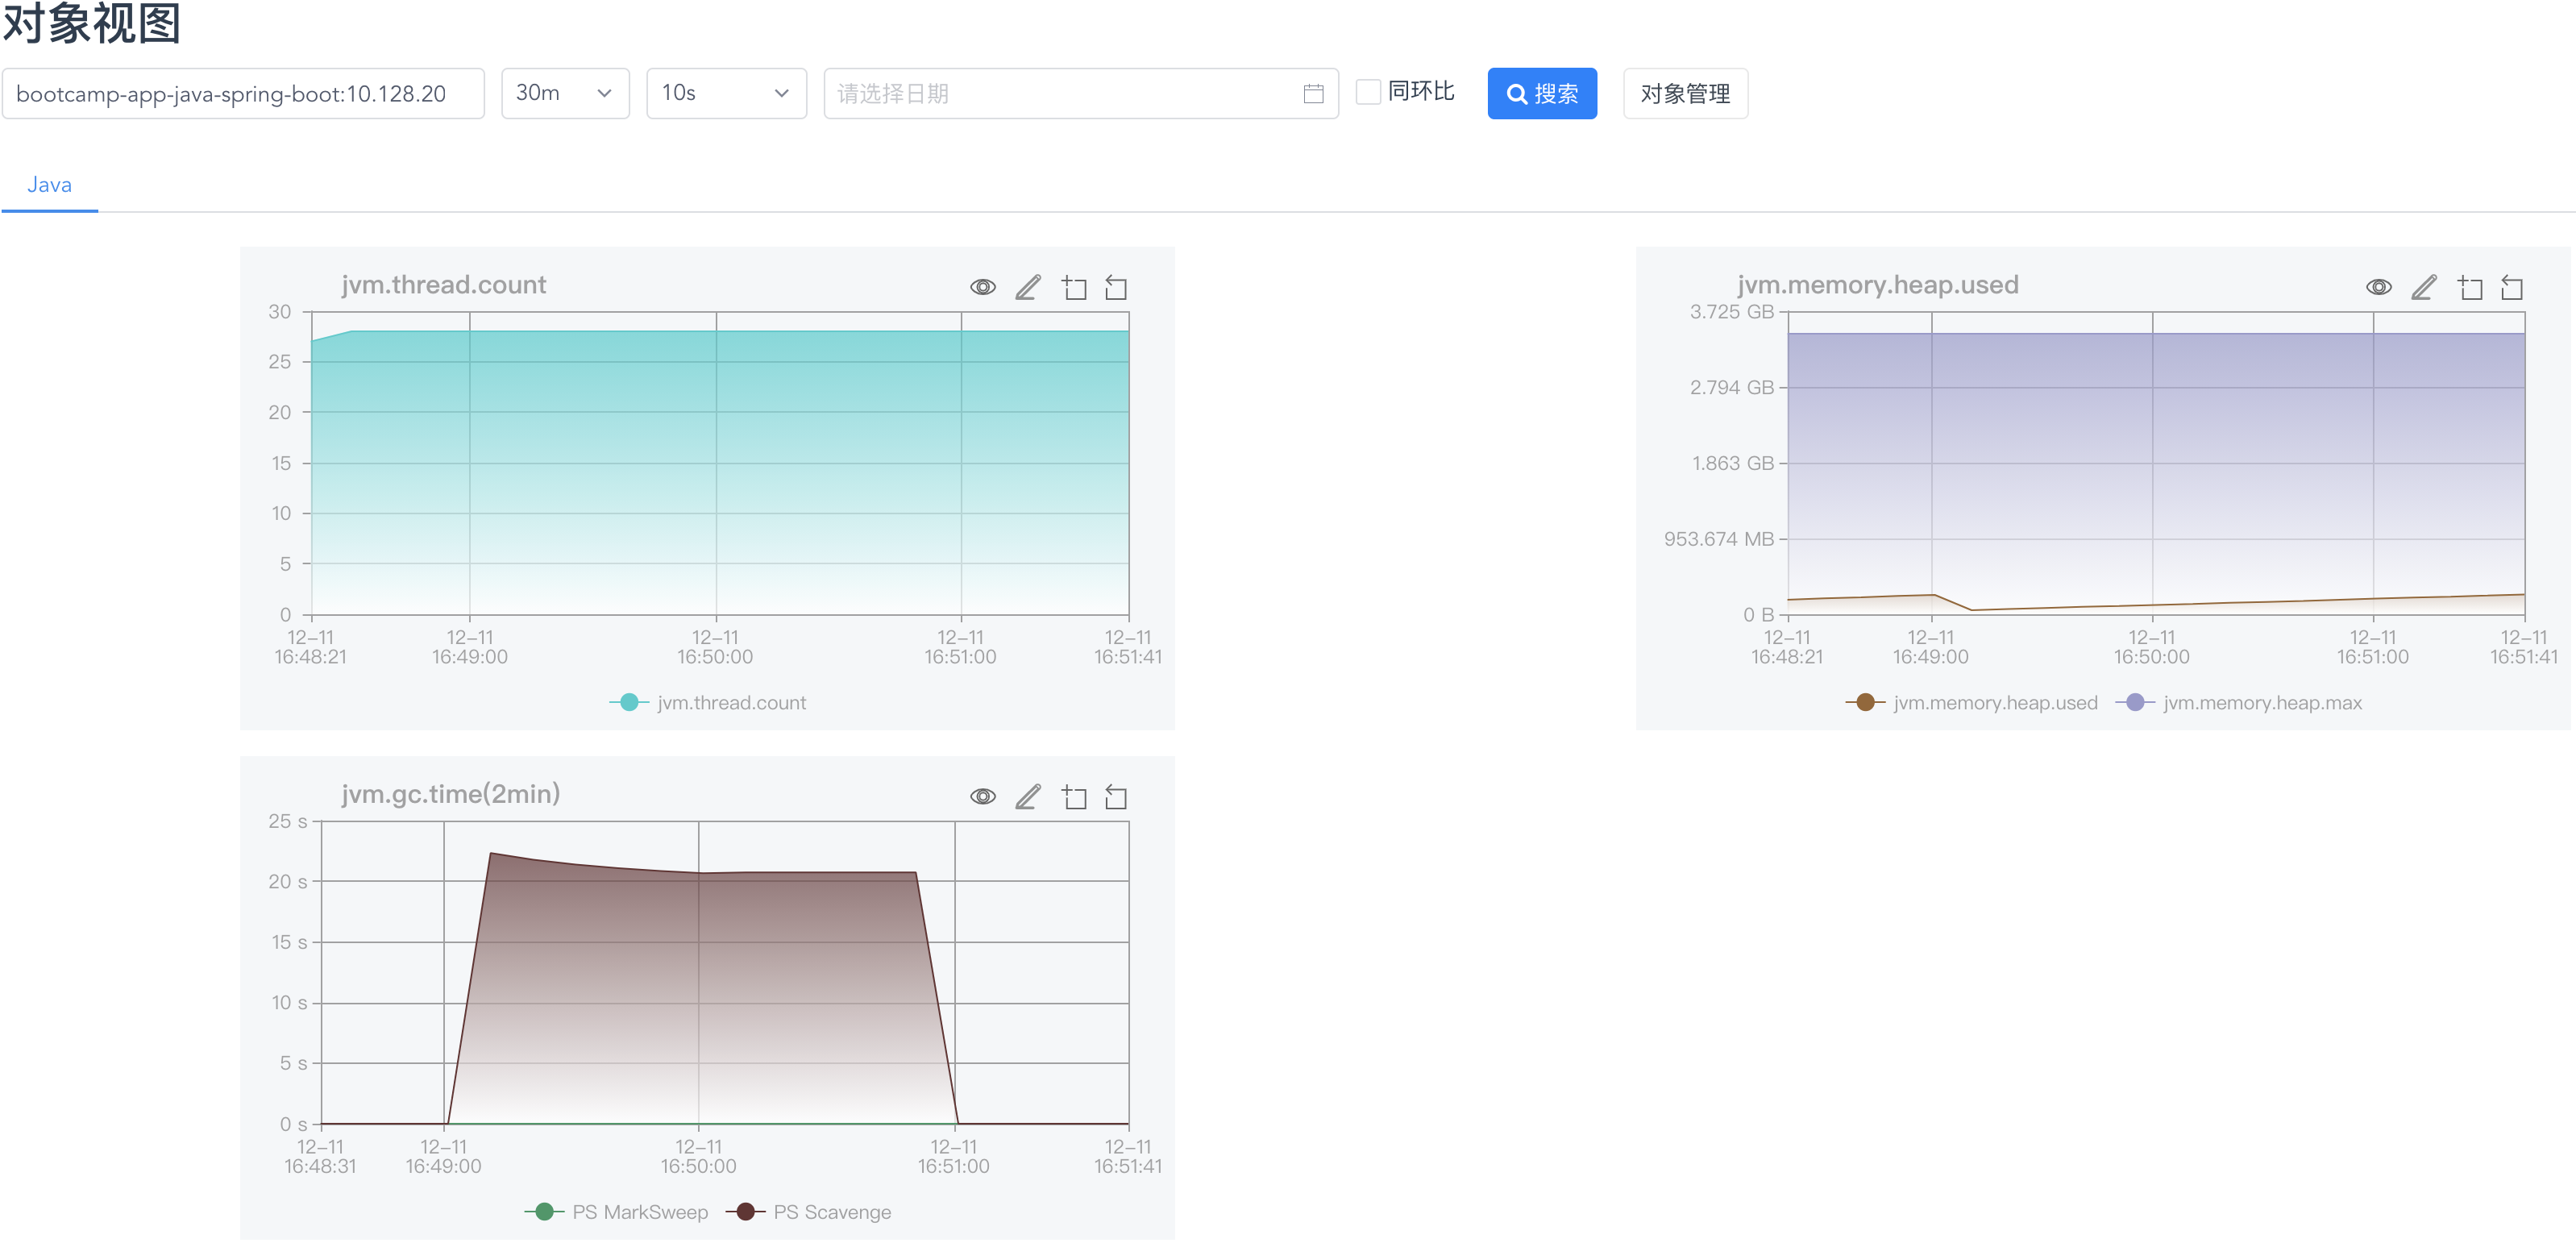 对象视图
bootcamp-app-java-spring-boot:10.128.20
30m
10s
请选择日期
同环比
搜索
对象管理
Java
jvm.thread.count
30
25
20
15
10
5
0
12-11 16:48:21
12-11 16:49:00
12-11 16:50:00
12-11 16:51:00
12-11 16:51:41
jvm.thread.count
jvm.memory.heap.used
3.725 GB
2.794 GB
1.863 GB
953.674 MB
0 B
12-11 16:48:21
12-11 16:49:00
12-11 16:50:00
12-11 16:51:00
12-11 16:51:41
jvm.memory.heap.used
jvm.memory.heap.max
jvm.gc.time(2min)
25 s
20 s
15 s
10 s
5 s
0 s
12-11 16:48:31
12-11 16:49:00
12-11 16:50:00
12-11 16:51:00
12-11 16:51:41
PS MarkSweep
PS Scavenge